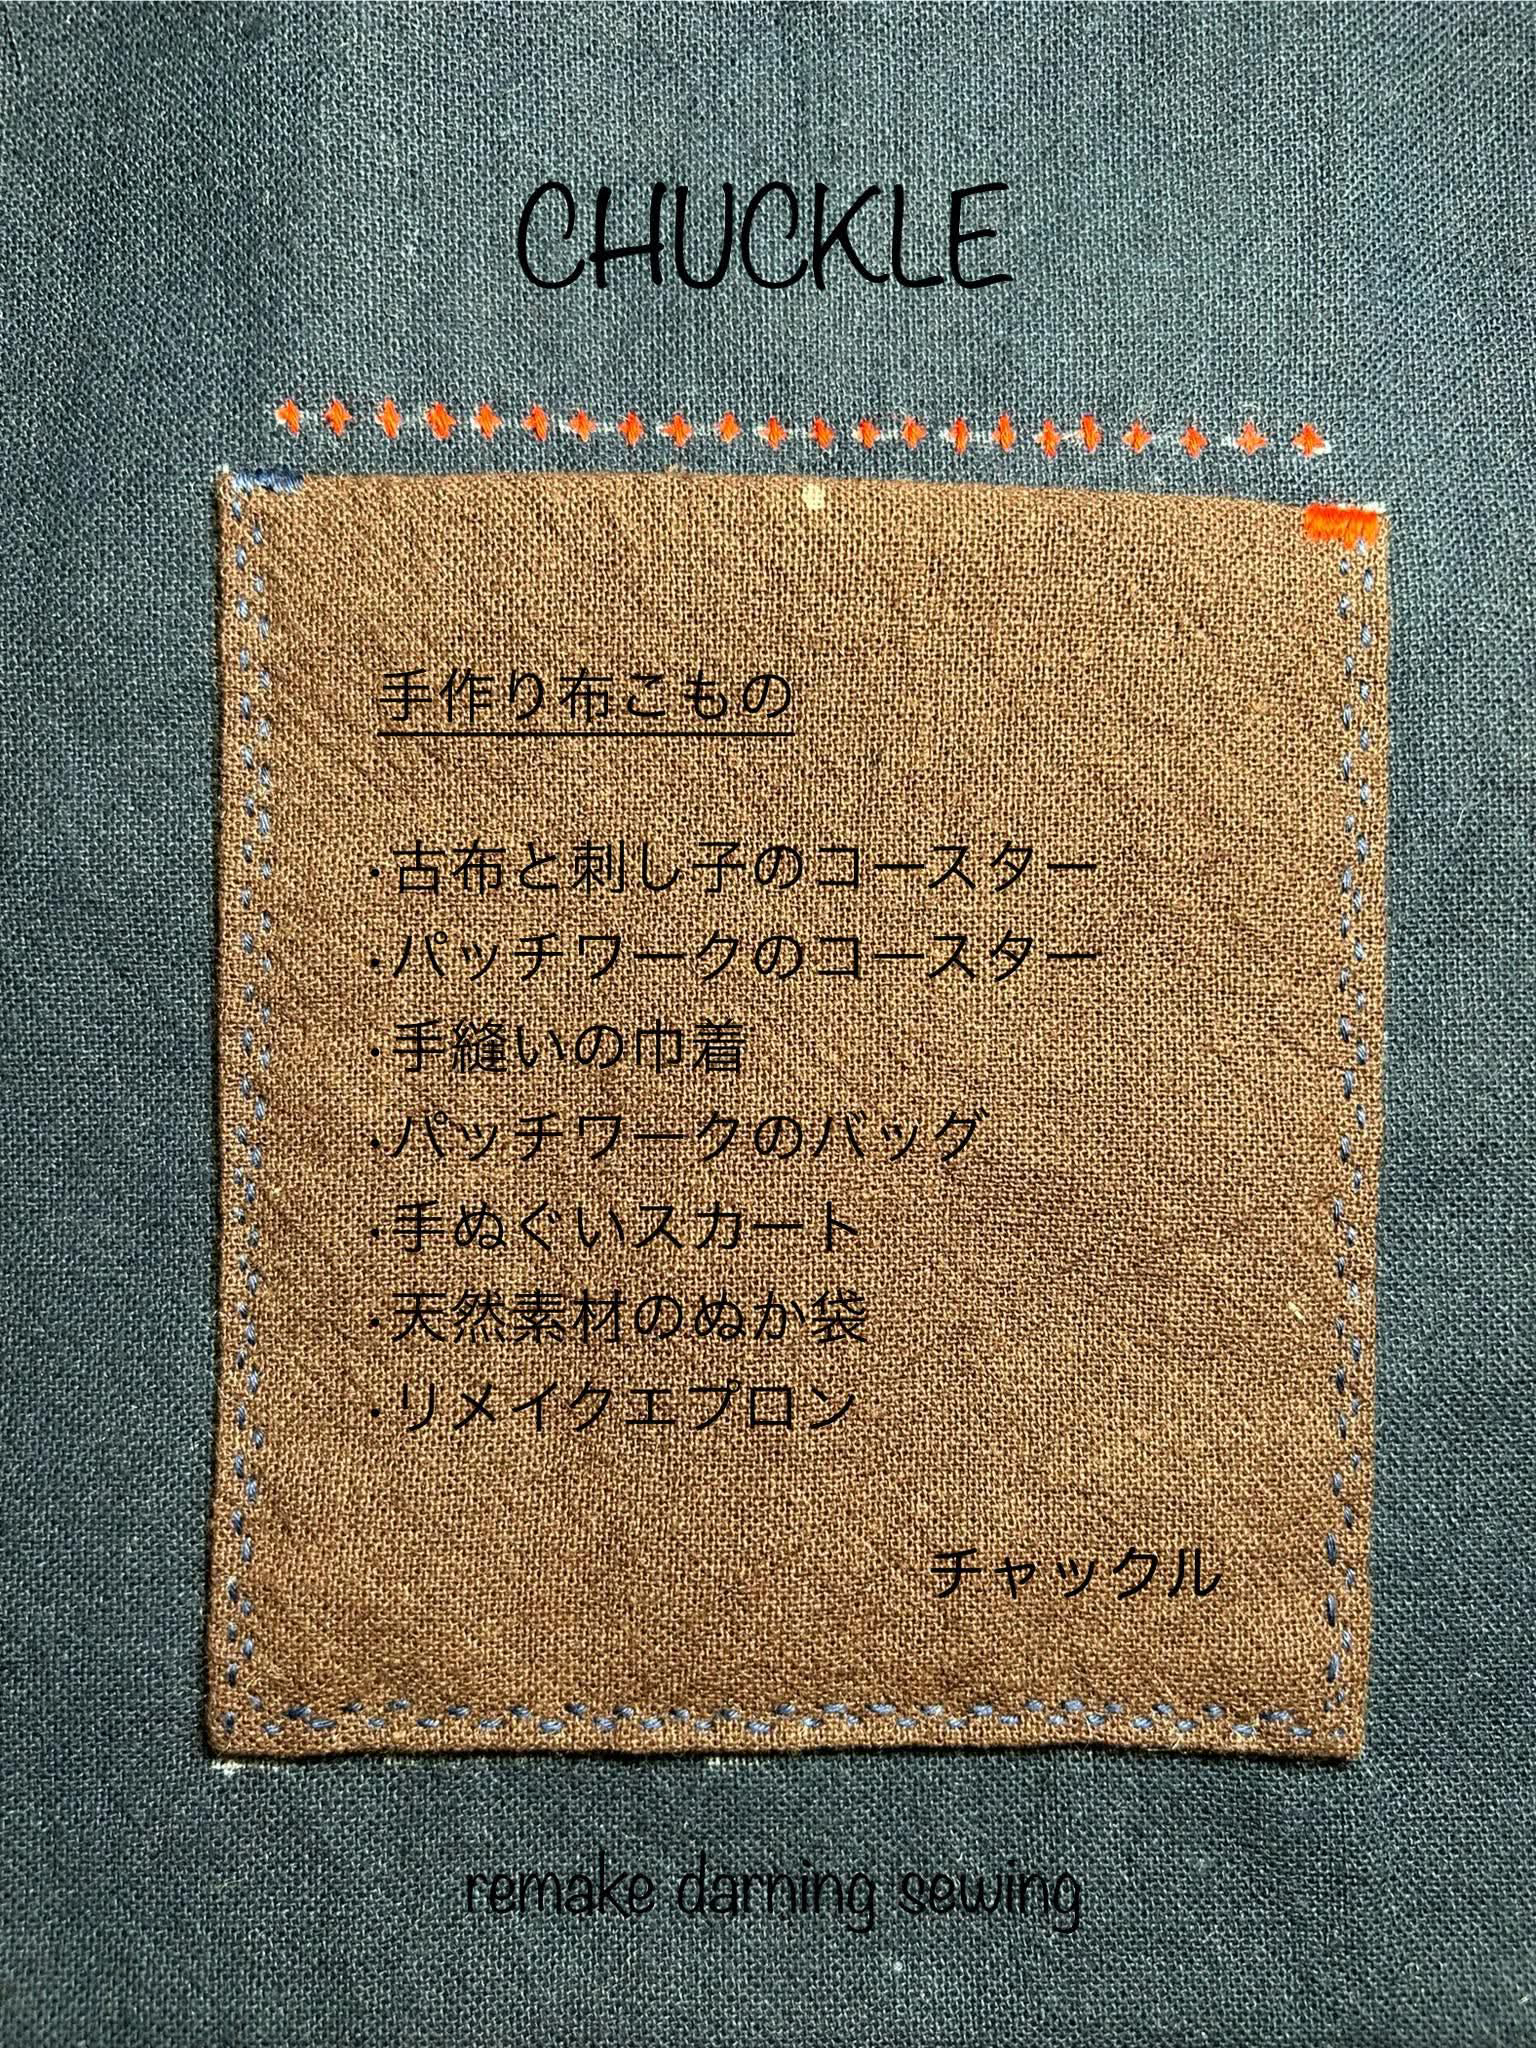 CHUCKLE
手作り布こもの
・古布と刺し子のコースター
・パッチワークのコースター
・手縫いの巾着
・パッチワークのバッグ
・手ぬぐいスカート
・天然素材のぬか袋
・リメイクエプロン
チャックル
remake darning sewing